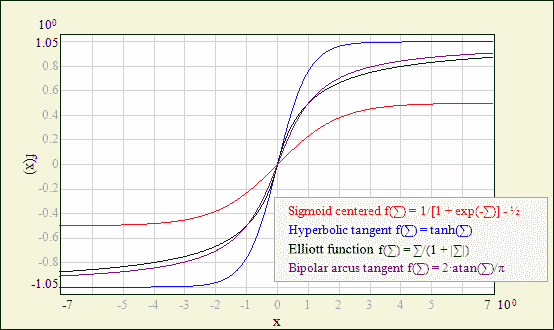 10⁰
1.05
0.8
0.6
0.4
0.2
0
-0.2
-0.4
-0.6
-0.8
-1.05
f(x)
-7 -5 -4 -3 -2 -1 0 1 2 3 4 5 7 10⁰
x
Sigmoid centered f(∑) = 1/[1 + exp(-∑)] - ½
Hyperbolic tangent f(∑) = tanh(∑)
Elliott function f(∑) = ∑/(1 + |∑|)
Bipolar arcus tangent f(∑) = 2·atan(∑)/π